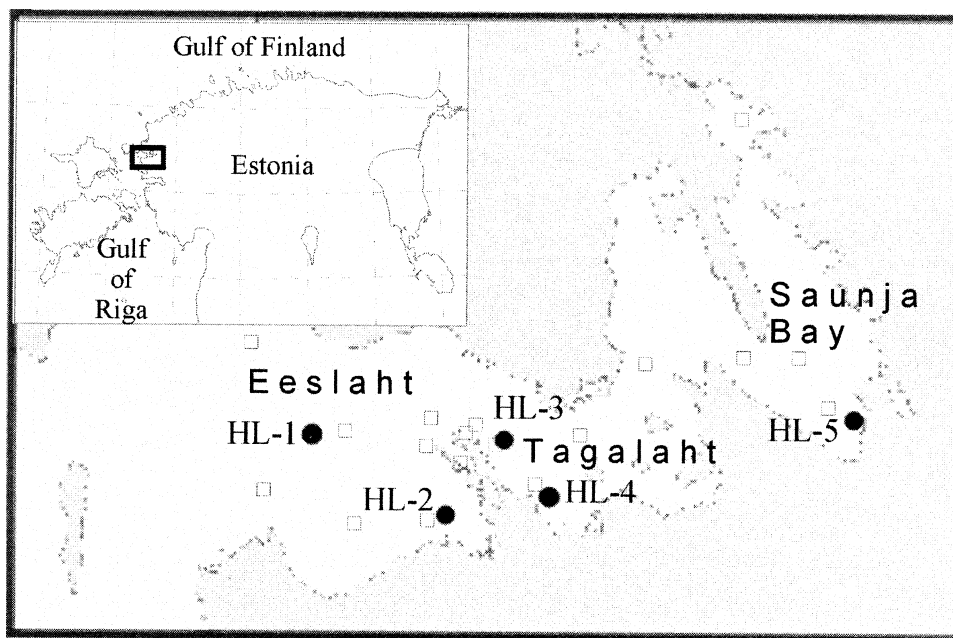 Gulf of Finland
Estonia
Gulf
of
Riga
Saunja
Bay
Eeslaht
HL-3
HL-1
HL-5
Tagalaht
HL-4
HL-2